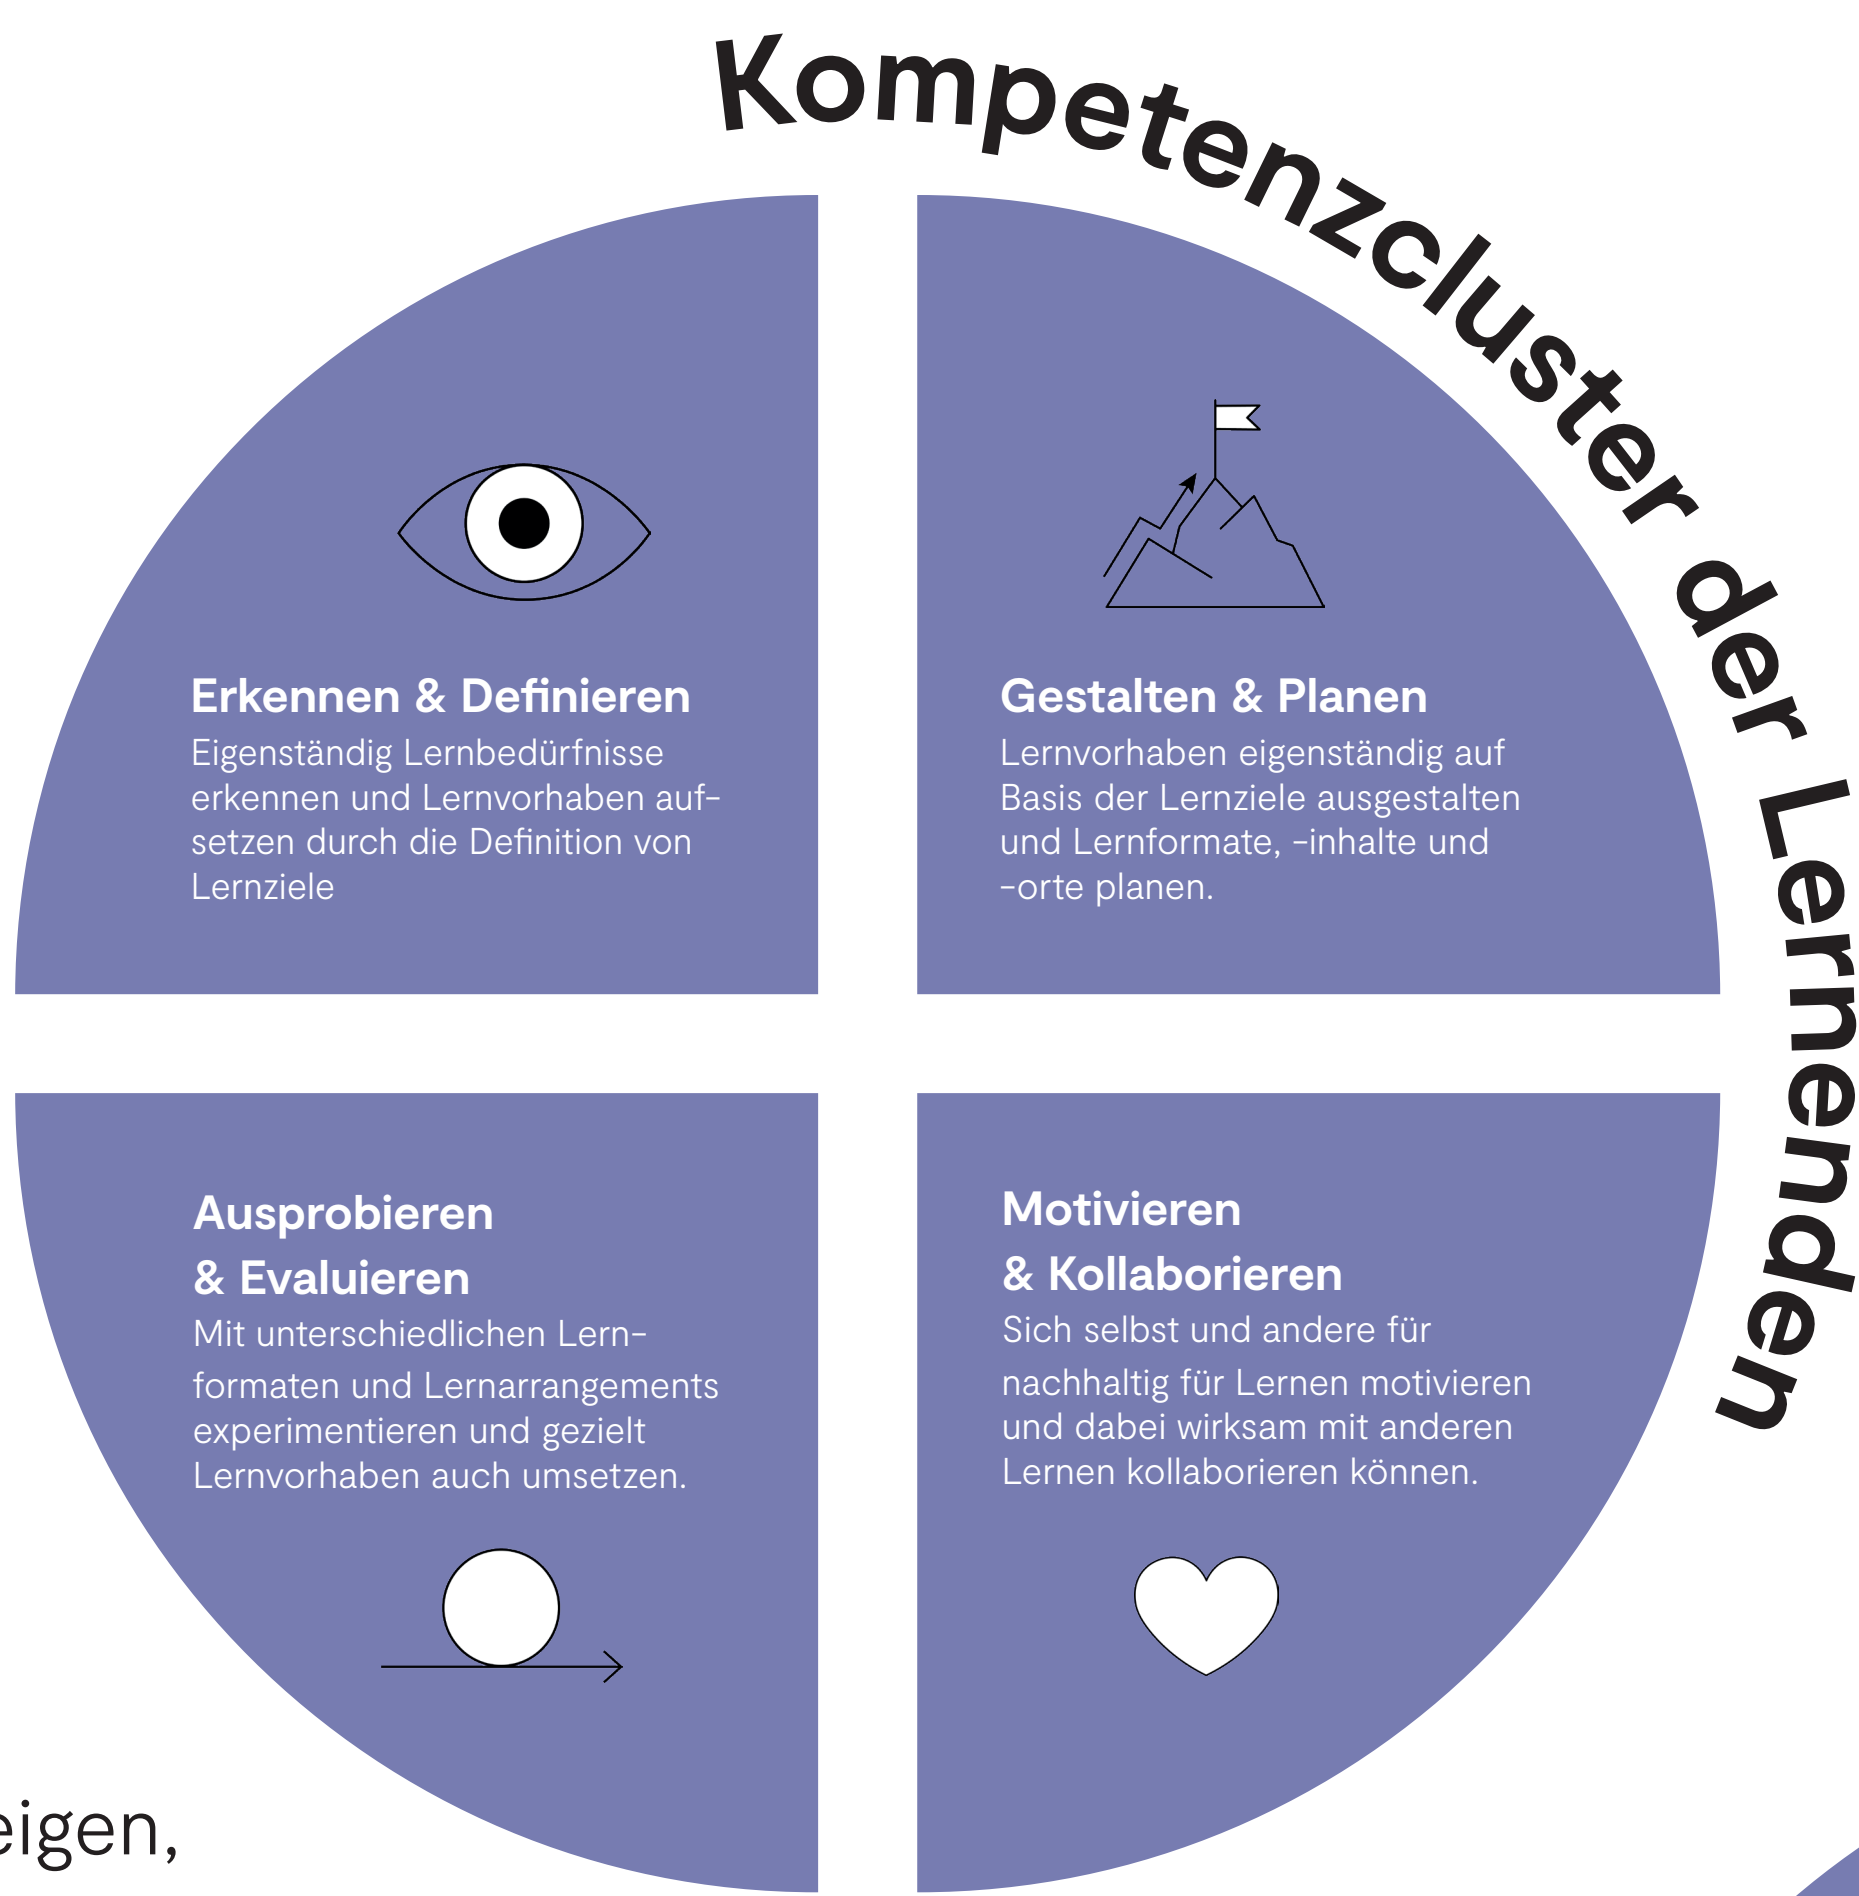 Kompetenzcluster der Lernenden
Erkennen & Definieren
Eigenständig Lernbedürfnisse
erkennen und Lernvorhaben auf-
setzen durch die Definition von
Lernziele
Gestalten & Planen
Lernvorhaben eigenständig auf
Basis der Lernziele ausgestalten
und Lernformate, -inhalte und
-orte planen.
Ausprobieren
& Evaluieren
Mit unterschiedlichen Lern-
formaten und Lernarrangements
experimentieren und gezielt
Lernvorhaben auch umsetzen.
Motivieren
& Kollaborieren
Sich selbst und andere für
nachhaltig für Lernen motivieren
und dabei wirksam mit anderen
Lernen kollaborieren können.
eigen,